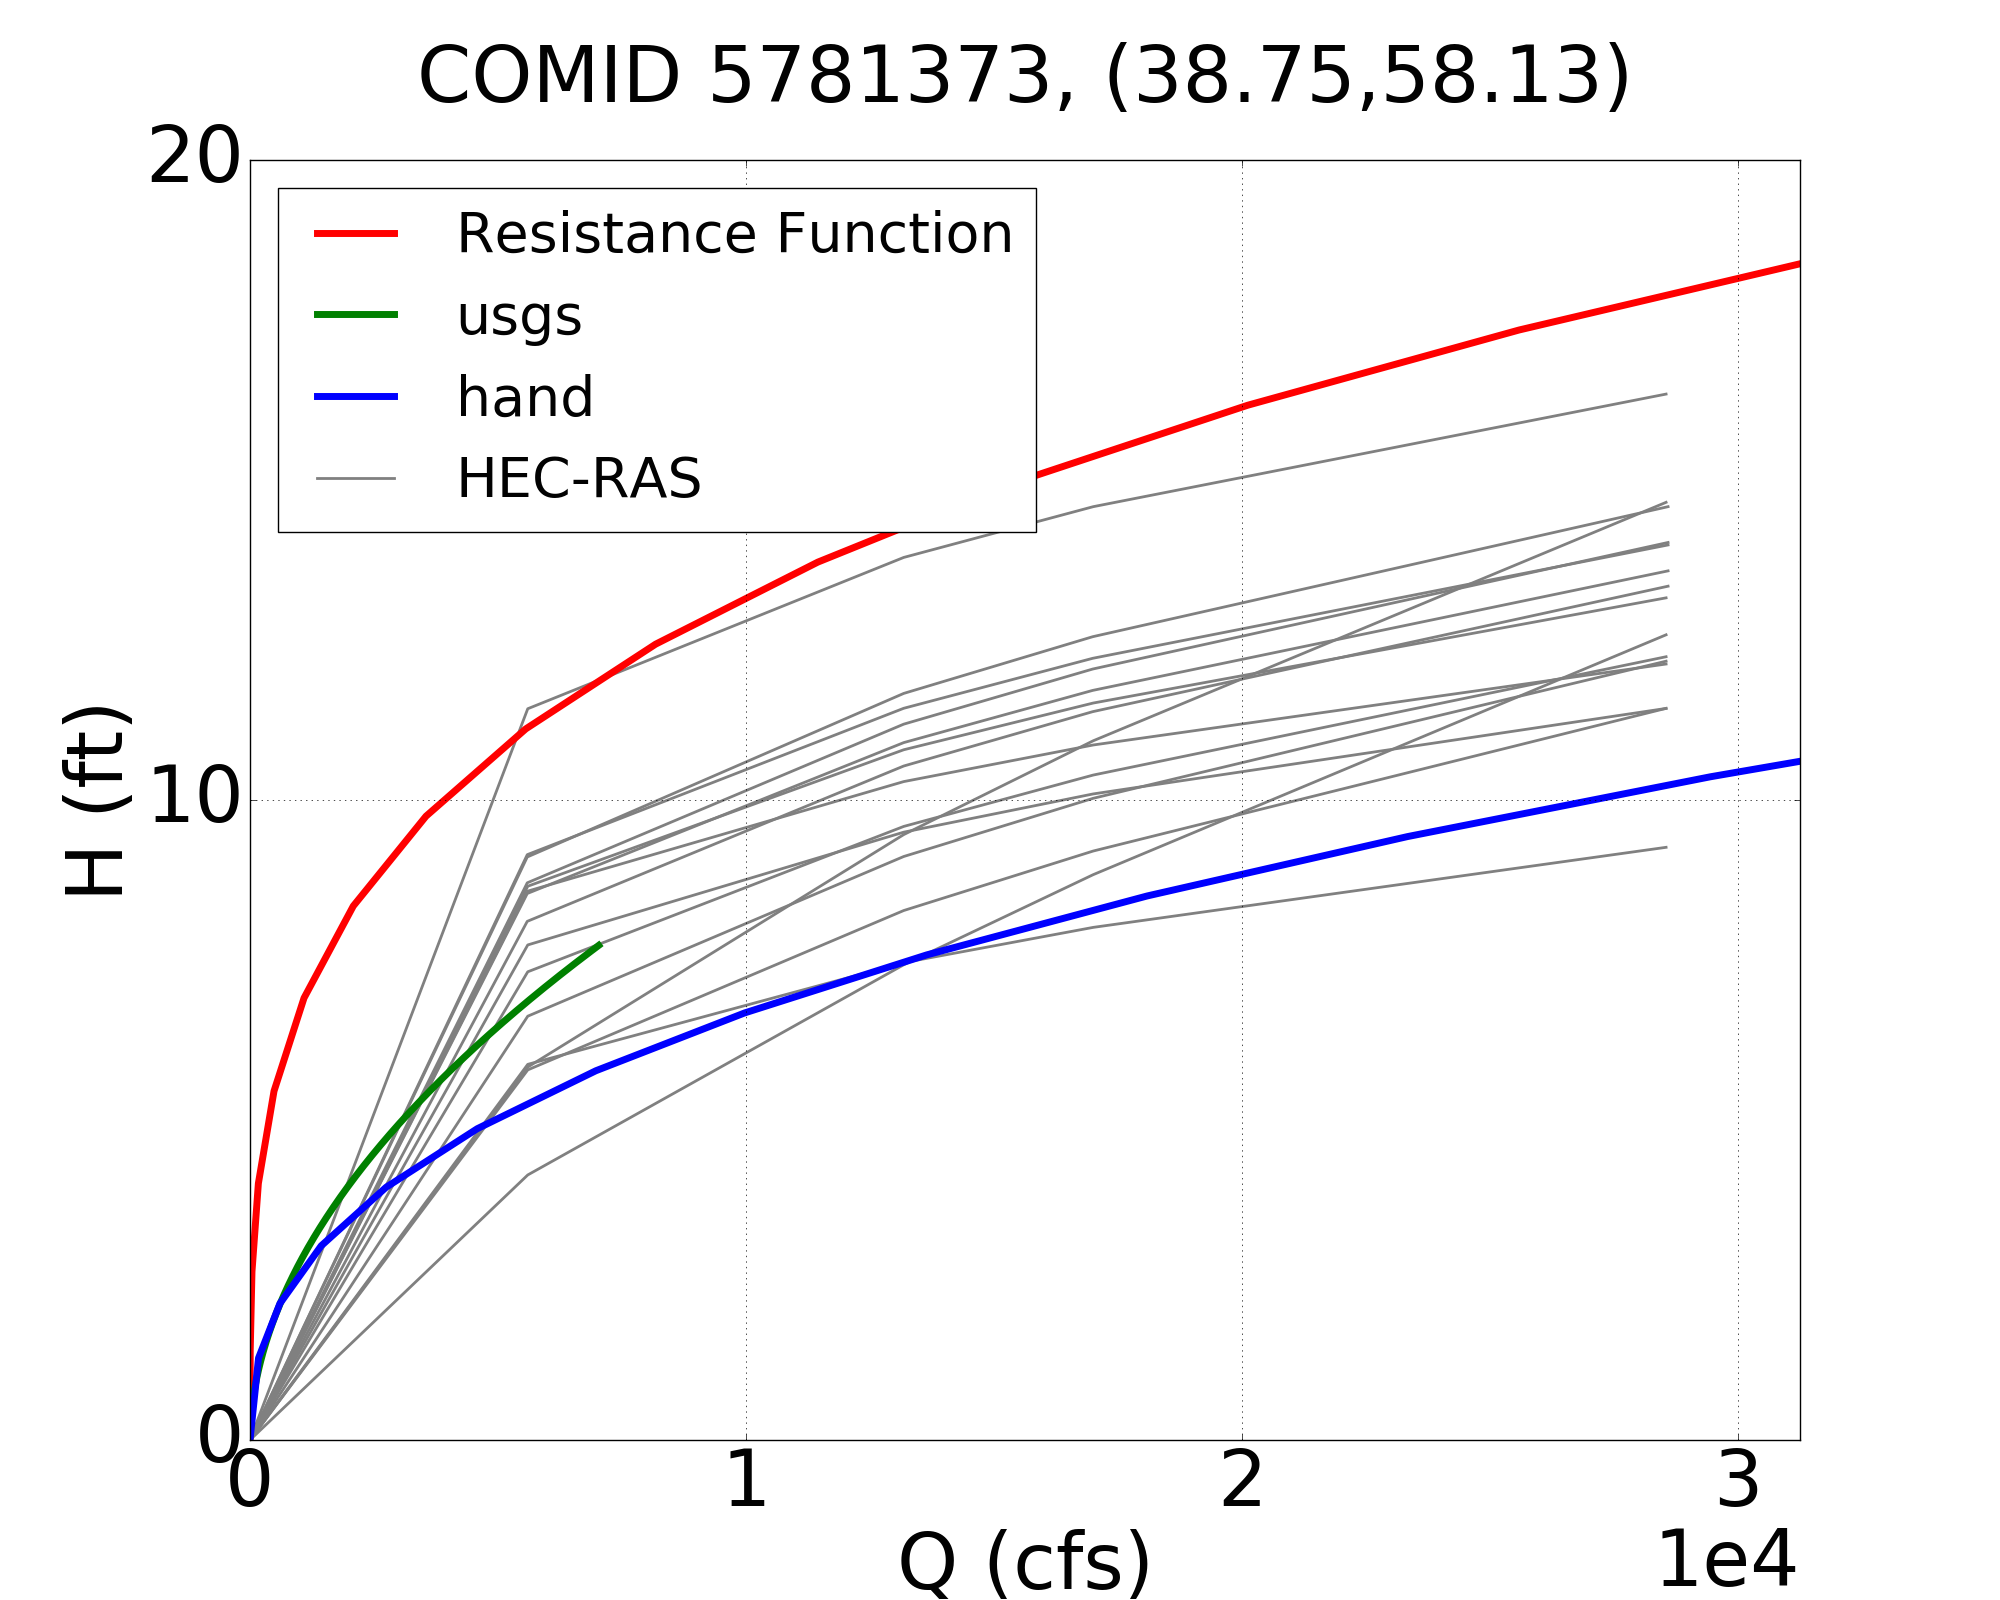 COMID 5781373, (38.75,58.13)
20
10
0
H (ft)
Resistance Function
usgs
hand
HEC-RAS
0 1 2 3
1e4
Q (cfs)